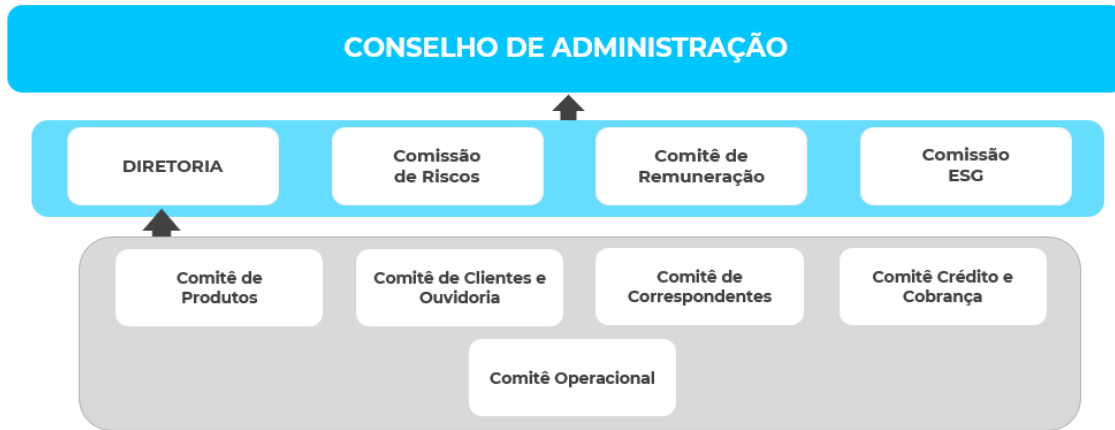 CONSELHO DE ADMINISTRAÇÃO
DIRETORIA
Comissão
de Riscos
Comitê de
Remuneração
Comissão
ESG
Comitê de
Produtos
Comitê de Clientes e
Ouvidoria
Comitê de
Correspondentes
Comitê Crédito e
Cobrança
Comitê Operacional